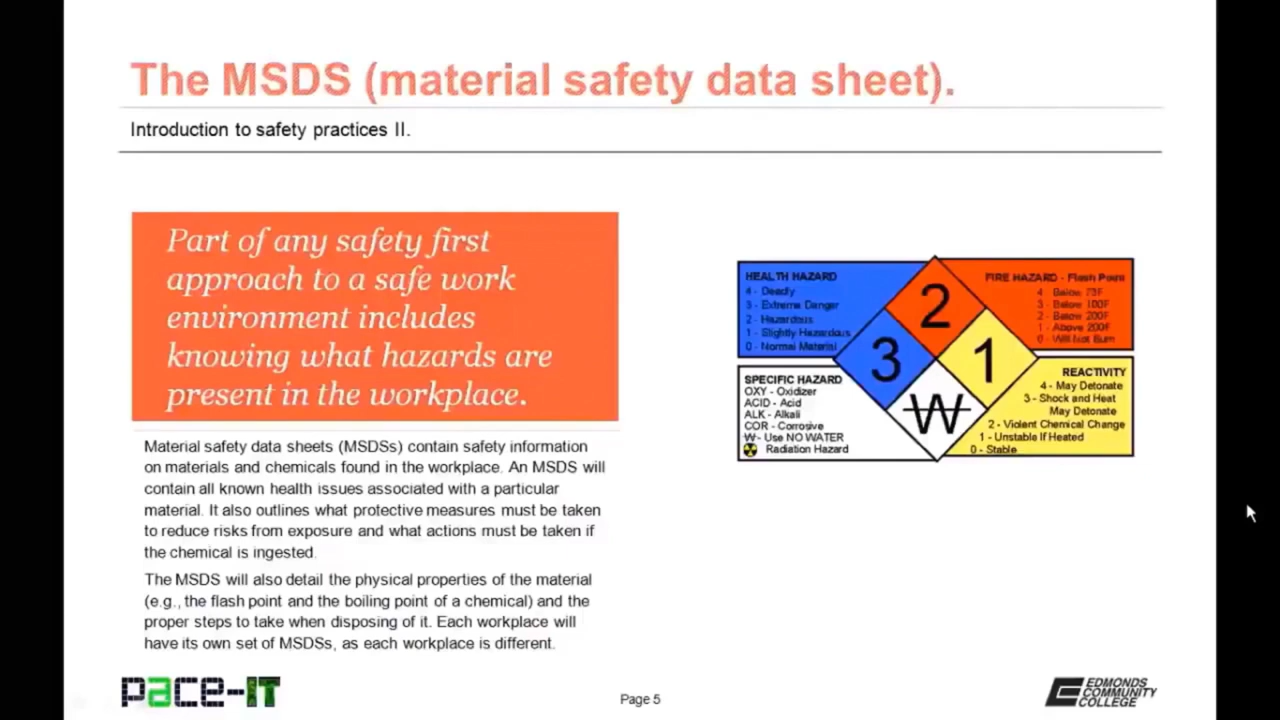 The MSDS (material safety data sheet).
Introduction to safety practices II.
Part of any safety first
approach to a safe work
environment includes
knowing what hazards are
present in the workplace.
Material safety data sheets (MSDSs) contain safety information
on materials and chemicals found in the workplace. An MSDS will
contain all known health issues associated with a particular
material. It also outlines what protective measures must be taken
to reduce risks from exposure and what actions must be taken if
the chemical is ingested.
The MSDS will also detail the physical properties of the material
(e.g., the flash point and the boiling point of a chemical) and the
proper steps to take when disposing of it. Each workplace will
have its own set of MSDSs, as each workplace is different.
HEALTH HAZARD
4 - Deadly
3 - Extreme Danger
2 - Hazardous
1 - Slightly Hazardous
0 - Normal Material
FIRE HAZARD - Flash Point
4 - Below 73F
3 - Below 100F
2 - Below 200F
1 - Above 200F
0 - Will Not Burn
2
3
1
W
SPECIFIC HAZARD
OXY - Oxidizer
ACID - Acid
ALK - Alkali
COR - Corrosive
W - Use NO WATER
Radiation Hazard
REACTIVITY
4 - May Detonate
3 - Shock and Heat
May Detonate
2 - Violent Chemical Change
1 - Unstable If Heated
0 - Stable
pace-IT
Page 5
EDMONDS
COMMUNITY
COLLEGE